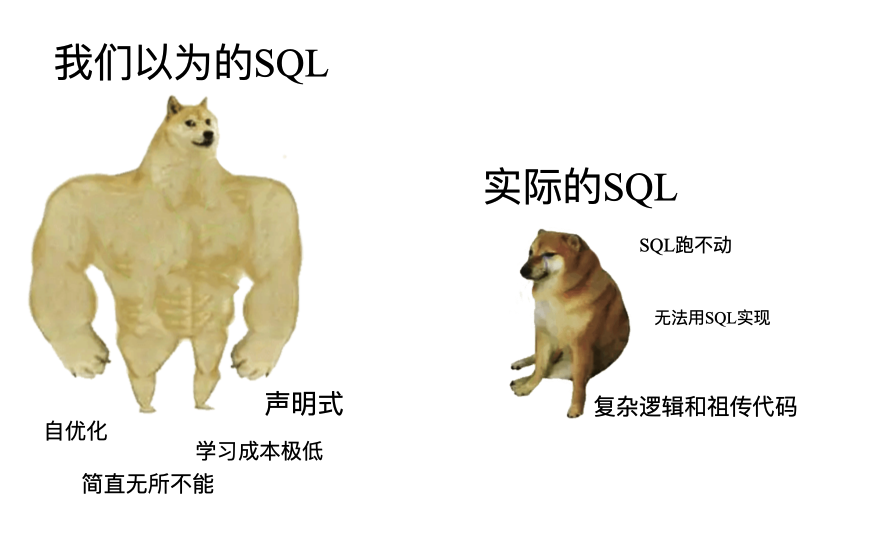 我们以为的SQL
声明式
自优化
学习成本极低
简直无所不能
实际的SQL
SQL跑不动
无法用SQL实现
复杂逻辑和祖传代码